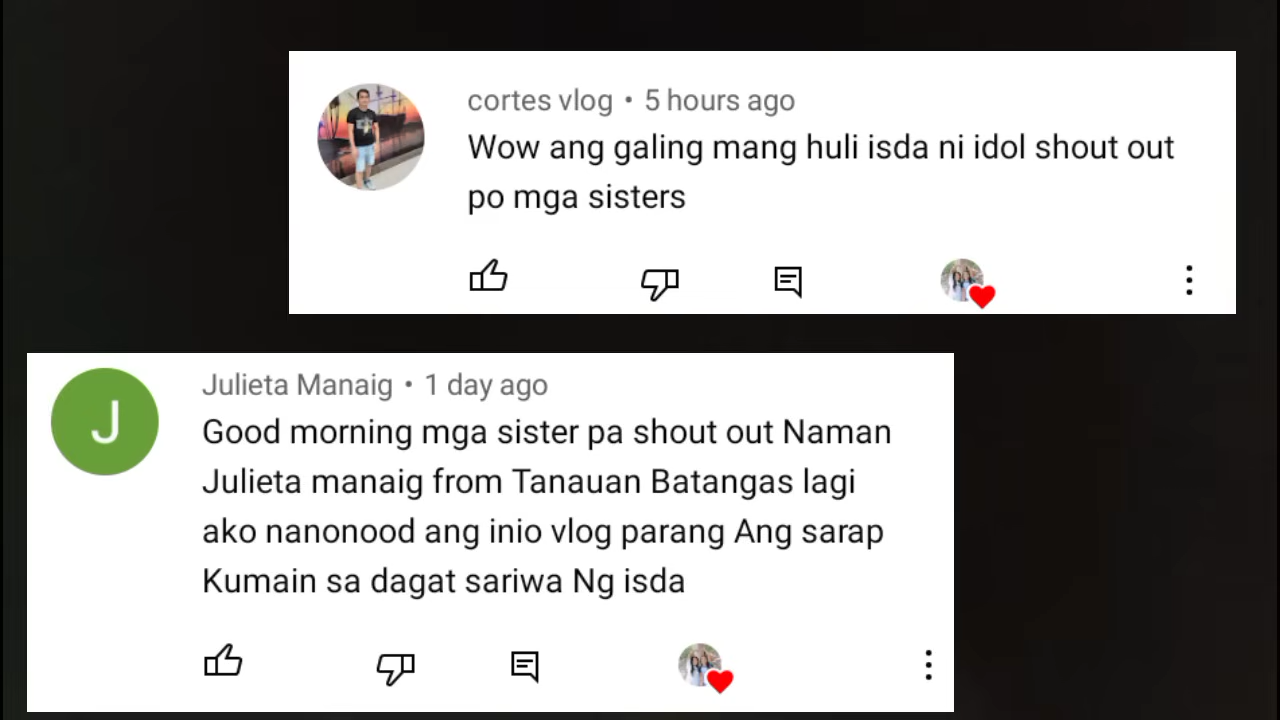 cortes vlog • 5 hours ago
Wow ang galing mang huli isda ni idol shout out
po mga sisters
J
Julieta Manaig • 1 day ago
Good morning mga sister pa shout out Naman
Julieta manaig from Tanauan Batangas lagi
ako nanonood ang inio vlog parang Ang sarap
Kumain sa dagat sariwa Ng isda